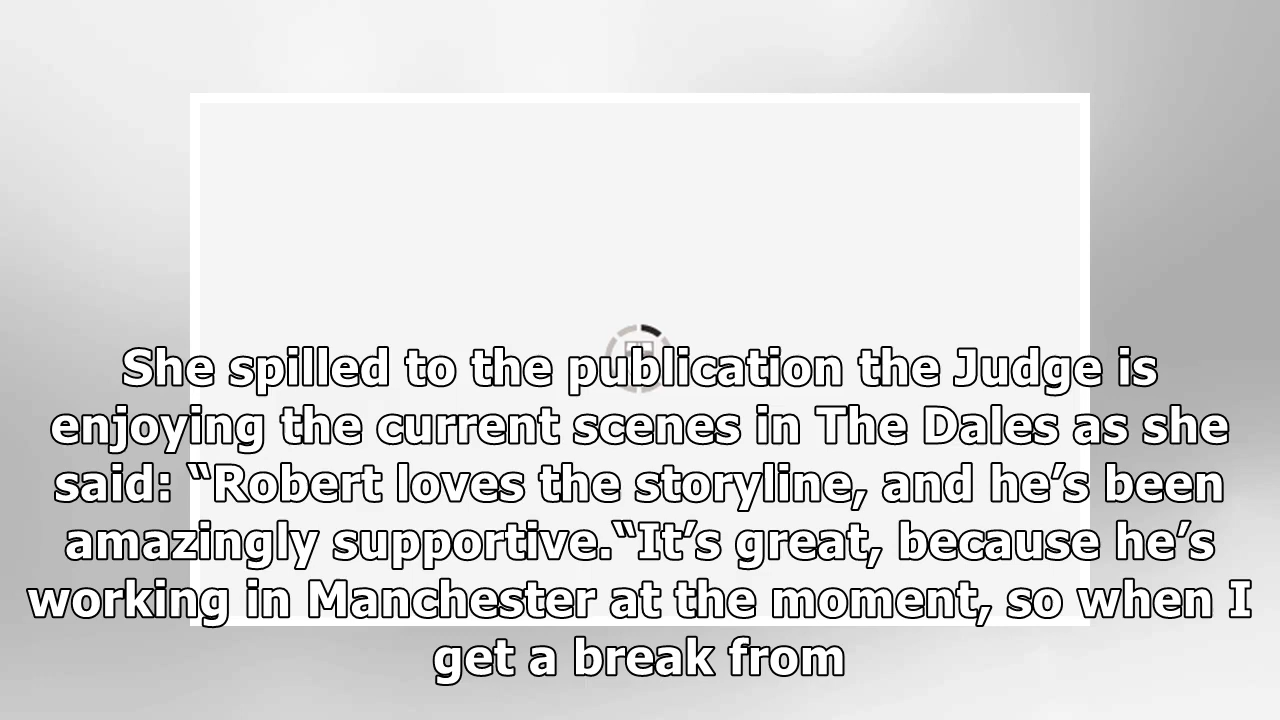 She spilled to the publication the Judge is
enjoying the current scenes in The Dales as she
said: “Robert loves the storyline, and he’s been
amazingly supportive.“It’s great, because he’s
working in Manchester at the moment, so when I
get a break from